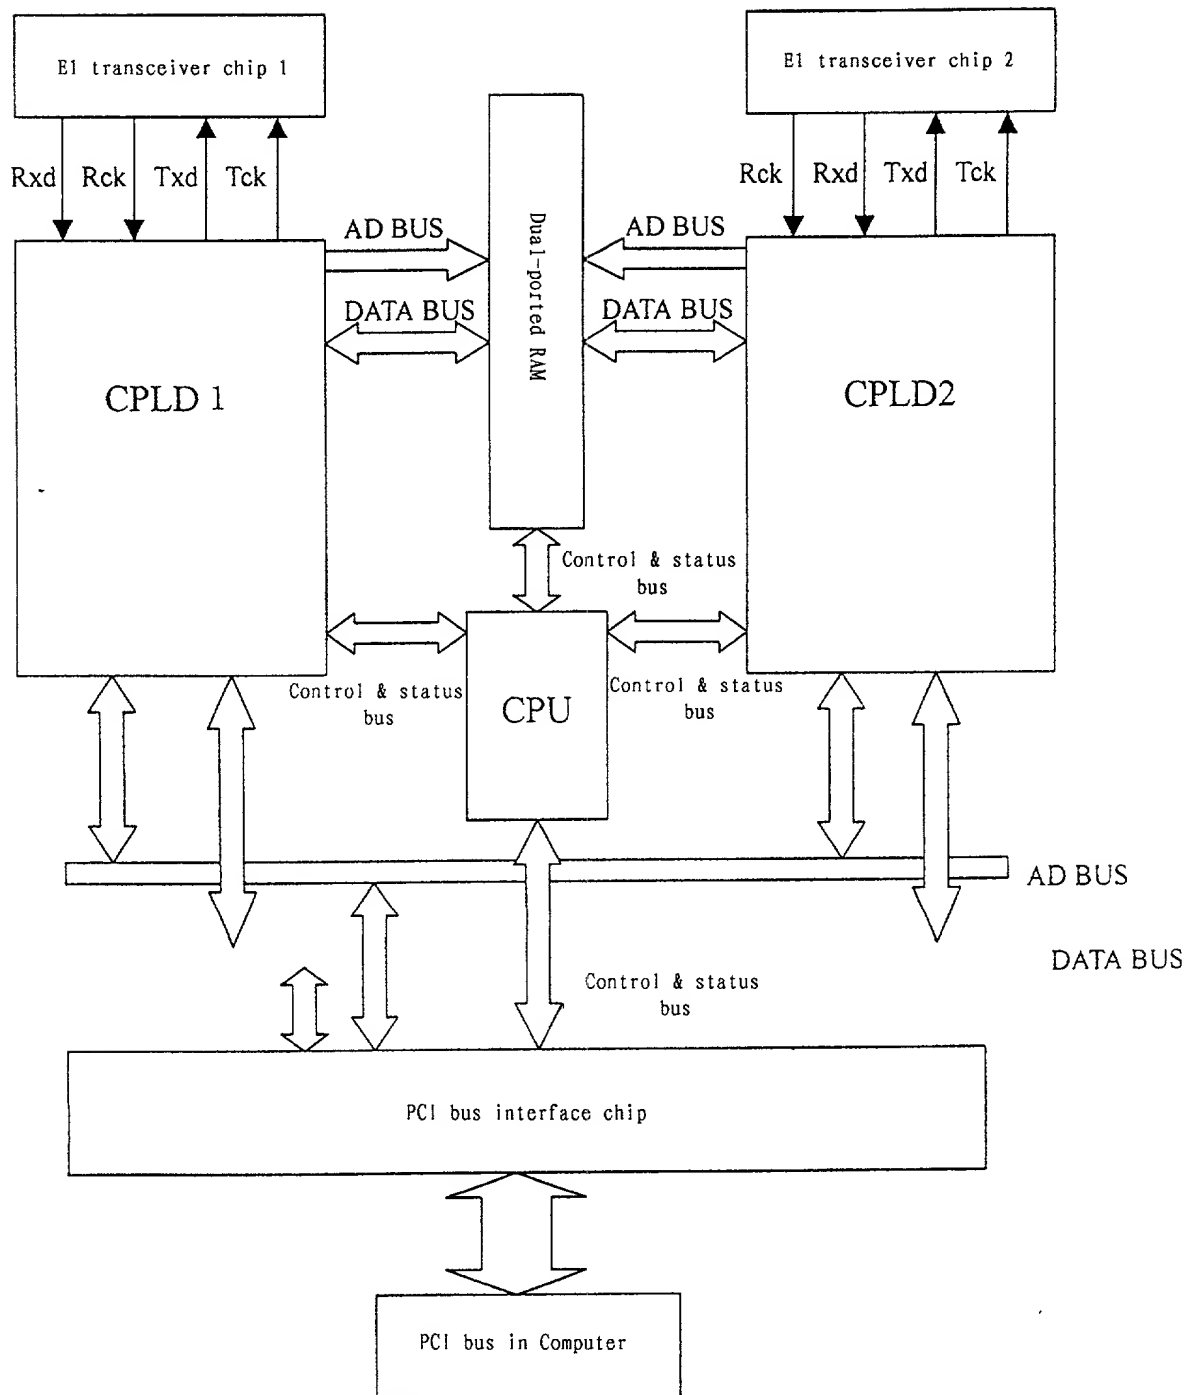 E1 transceiver chip 1
E1 transceiver chip 2
Rxd Rck Txd Tck
Rck Rxd Txd Tck
AD BUS
AD BUS
DATA BUS
DATA BUS
Dual-ported RAM
CPLD 1
CPLD2
Control & status
bus
Control & status
bus
Control & status
bus
CPU
AD BUS
DATA BUS
Control & status
bus
PCI bus interface chip
PCI bus in Computer